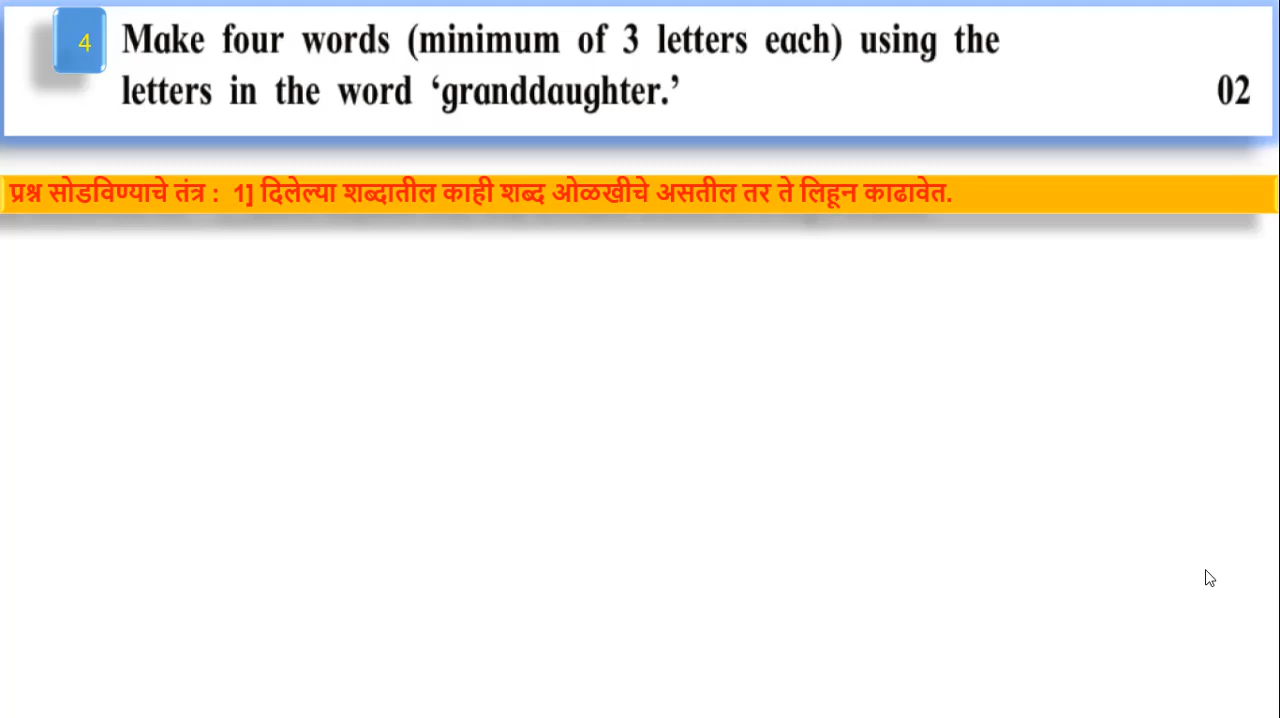 4 Make four words (minimum of 3 letters each) using the
letters in the word ‘granddaughter.’ 02
प्रश्न सोडविण्याचे तंत्र : 1] दिलेल्या शब्दातील काही शब्द ओळखीचे असतील तर ते लिहून काढावेत.